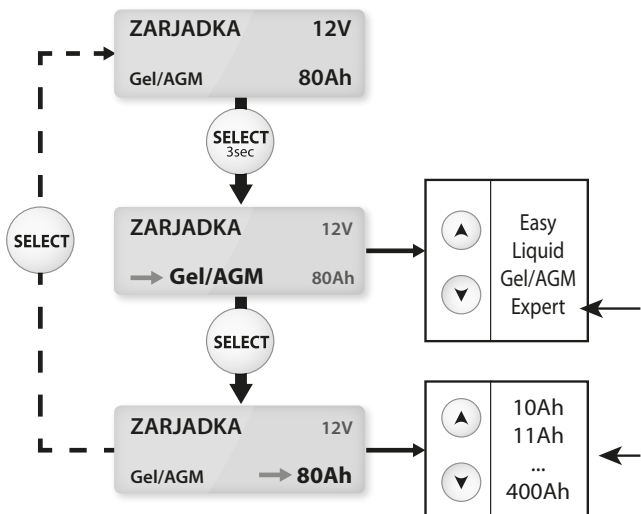 ZARJADKA 12V
Gel/AGM 80Ah
SELECT
3sec
SELECT
ZARJADKA 12V
Gel/AGM 80Ah
Easy
Liquid
Gel/AGM
Expert
SELECT
ZARJADKA 12V
Gel/AGM 80Ah
10Ah
11Ah
...
400Ah